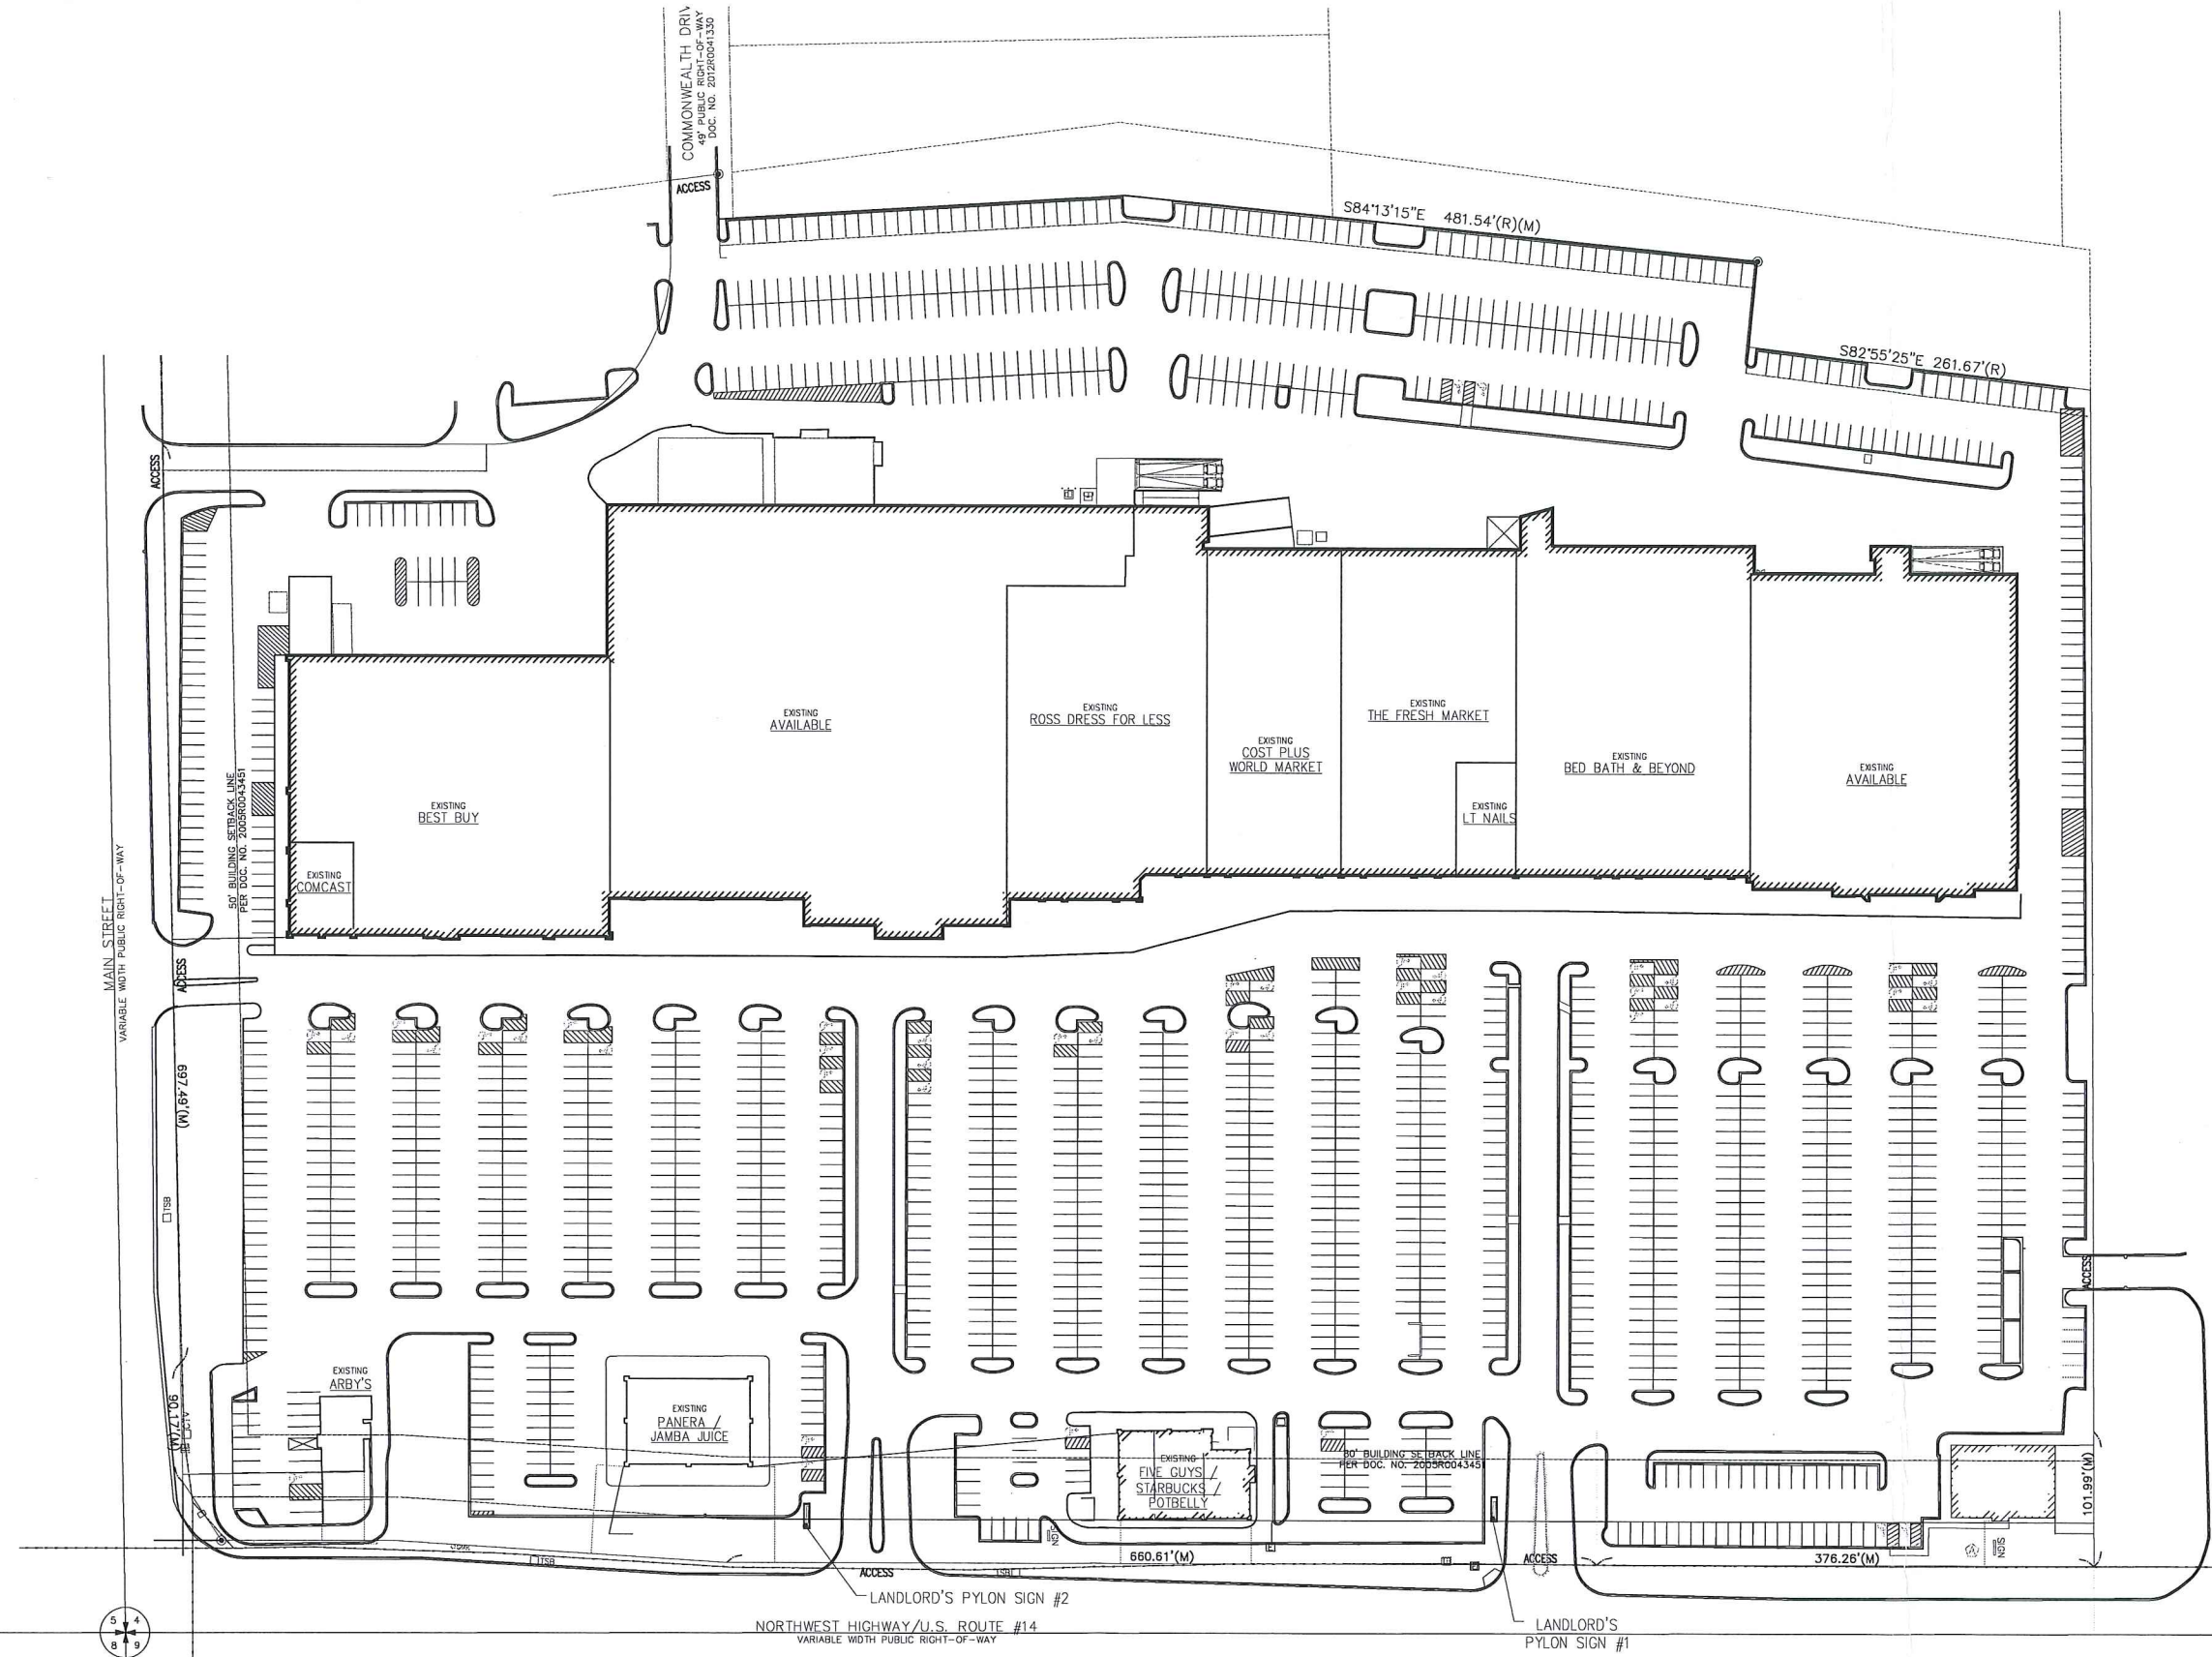 COMMONWEALTH DRIV
49' PUBLIC RIGHT-OF-WAY
DOC. NO. 2012R0041330
ACCESS
S84°13'15"E 481.54'(R)(M)
S82°55'25"E 261.67'(R)
ACCESS
MAIN STREET
VARIABLE WIDTH PUBLIC RIGHT-OF-WAY
50' BUILDING SETBACK LINE
PER DOC. NO. 2005R0043451
EXISTING
BEST BUY
EXISTING
COMCAST
EXISTING
AVAILABLE
EXISTING
ROSS DRESS FOR LESS
EXISTING
COST PLUS
WORLD MARKET
EXISTING
THE FRESH MARKET
EXISTING
LT NAILS
EXISTING
BED BATH & BEYOND
EXISTING
AVAILABLE
ACCESS
697.49'(M)
TSB
ACCESS
90.17'(M)
EXISTING
ARBY'S
EXISTING
PANERA /
JAMBA JUICE
EXISTING
FIVE GUYS /
STARBUCKS /
POTBELLY
80' BUILDING SETBACK LINE
PER DOC. NO. 2005R004345
101.99'(M)
SIGN
SIGN
TSB
TSB
660.61'(M)
376.26'(M)
ACCESS
ACCESS
LANDLORD'S PYLON SIGN #2
LANDLORD'S
PYLON SIGN #1
NORTHWEST HIGHWAY/U.S. ROUTE #14
VARIABLE WIDTH PUBLIC RIGHT-OF-WAY
5 4
8 9